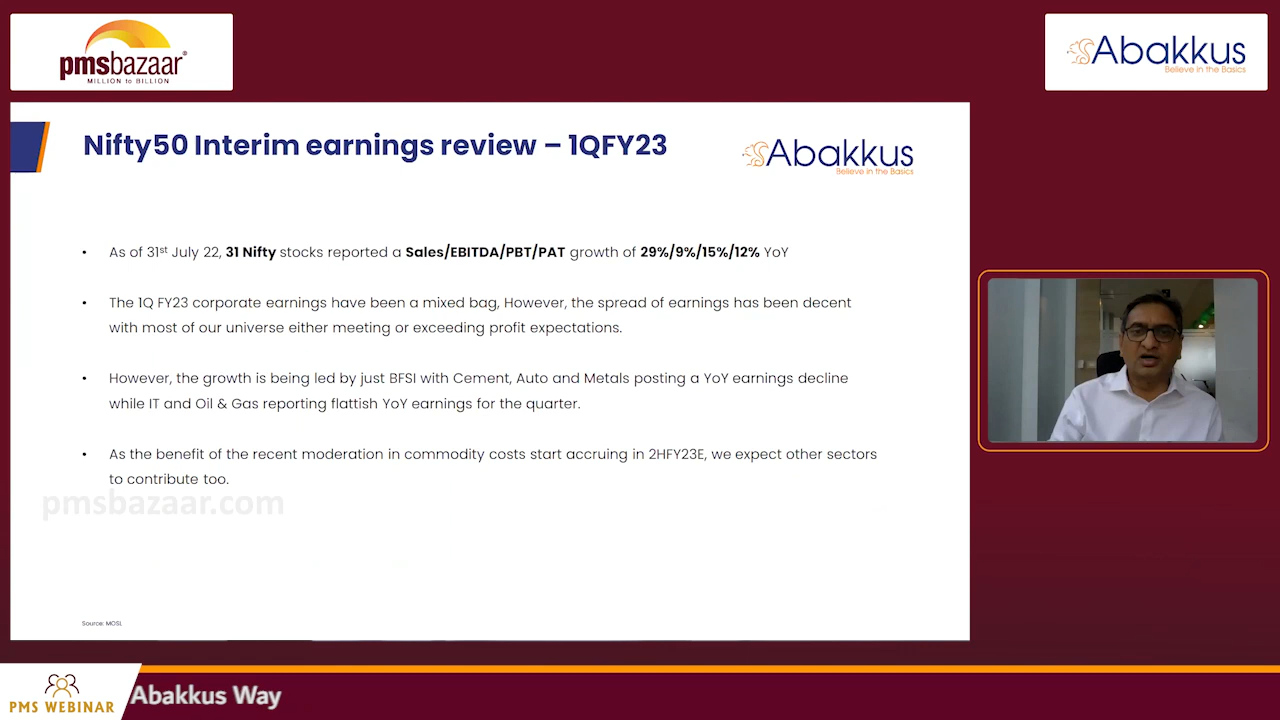 pmsbazaar®
MILLION to BILLION
Abakkus
Believe in the Basics
Nifty50 Interim earnings review – 1QFY23
Abakkus
Believe in the Basics
• As of 31st July 22, 31 Nifty stocks reported a Sales/EBITDA/PBT/PAT growth of 29%/9%/15%/12% YoY
• The 1Q FY23 corporate earnings have been a mixed bag, However, the spread of earnings has been decent
with most of our universe either meeting or exceeding profit expectations.
• However, the growth is being led by just BFSI with Cement, Auto and Metals posting a YoY earnings decline
while IT and Oil & Gas reporting flattish YoY earnings for the quarter.
• As the benefit of the recent moderation in commodity costs start accruing in 2HFY23E, we expect other sectors
to contribute too.
pmsbazaar.com
Source: MOSL
PMS WEBINAR
Abakkus Way